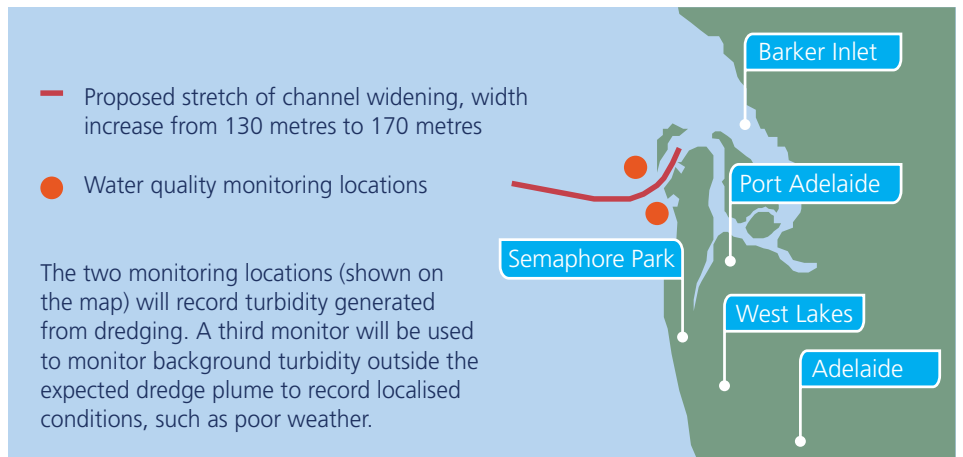 Proposed stretch of channel widening, width
increase from 130 metres to 170 metres
Water quality monitoring locations
The two monitoring locations (shown on
the map) will record turbidity generated
from dredging. A third monitor will be used
to monitor background turbidity outside the
expected dredge plume to record localised
conditions, such as poor weather.
Barker Inlet
Port Adelaide
Semaphore Park
West Lakes
Adelaide